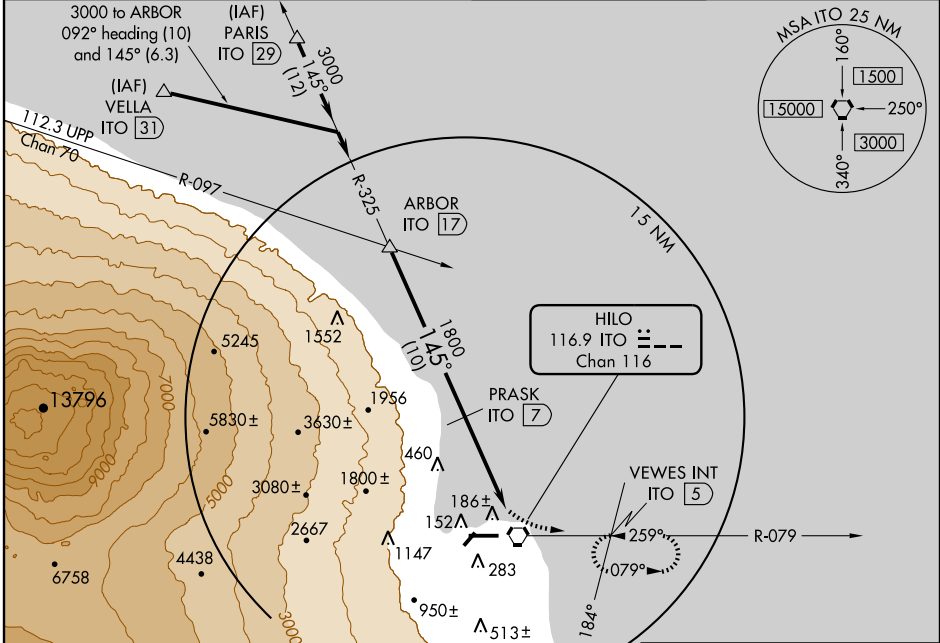 3000 to ARBOR
092° heading (10)
and 145° (6.3)
(IAF)
PARIS
ITO 29
3000
145°
(12)
(IAF)
VELLA
ITO 31
MSA ITO 25 NM
160°
1500
15000
250°
3000
340°
112.3 UPP
Chan 70
R-097
R-325
ARBOR
ITO 17
15 NM
1800
145°
(10)
HILO
116.9 ITO
Chan 116
PRASK
ITO 7
VEWES INT
ITO 5
259°
079°
R-079
184°
1552
5245
7000
13796
1956
5830±
3630±
9000
460
5000
3080±
1800±
186±
152
2667
1147
283
6758
4438
950±
3000
513±